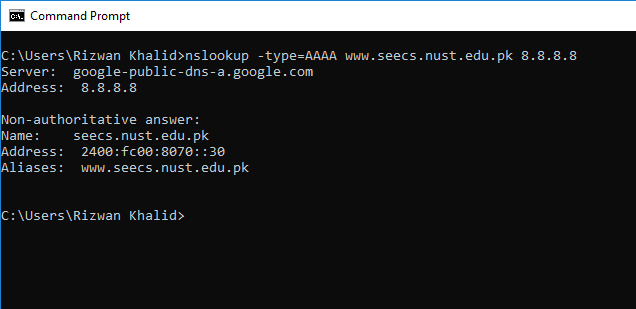 Command Prompt
C:\Users\Rizwan Khalid>nslookup -type=AAAA www.seecs.nust.edu.pk 8.8.8.8
Server:  google-public-dns-a.google.com
Address:  8.8.8.8
Non-authoritative answer:
Name:    seecs.nust.edu.pk
Address:  2400:fc00:8070::30
Aliases:  www.seecs.nust.edu.pk
C:\Users\Rizwan Khalid>